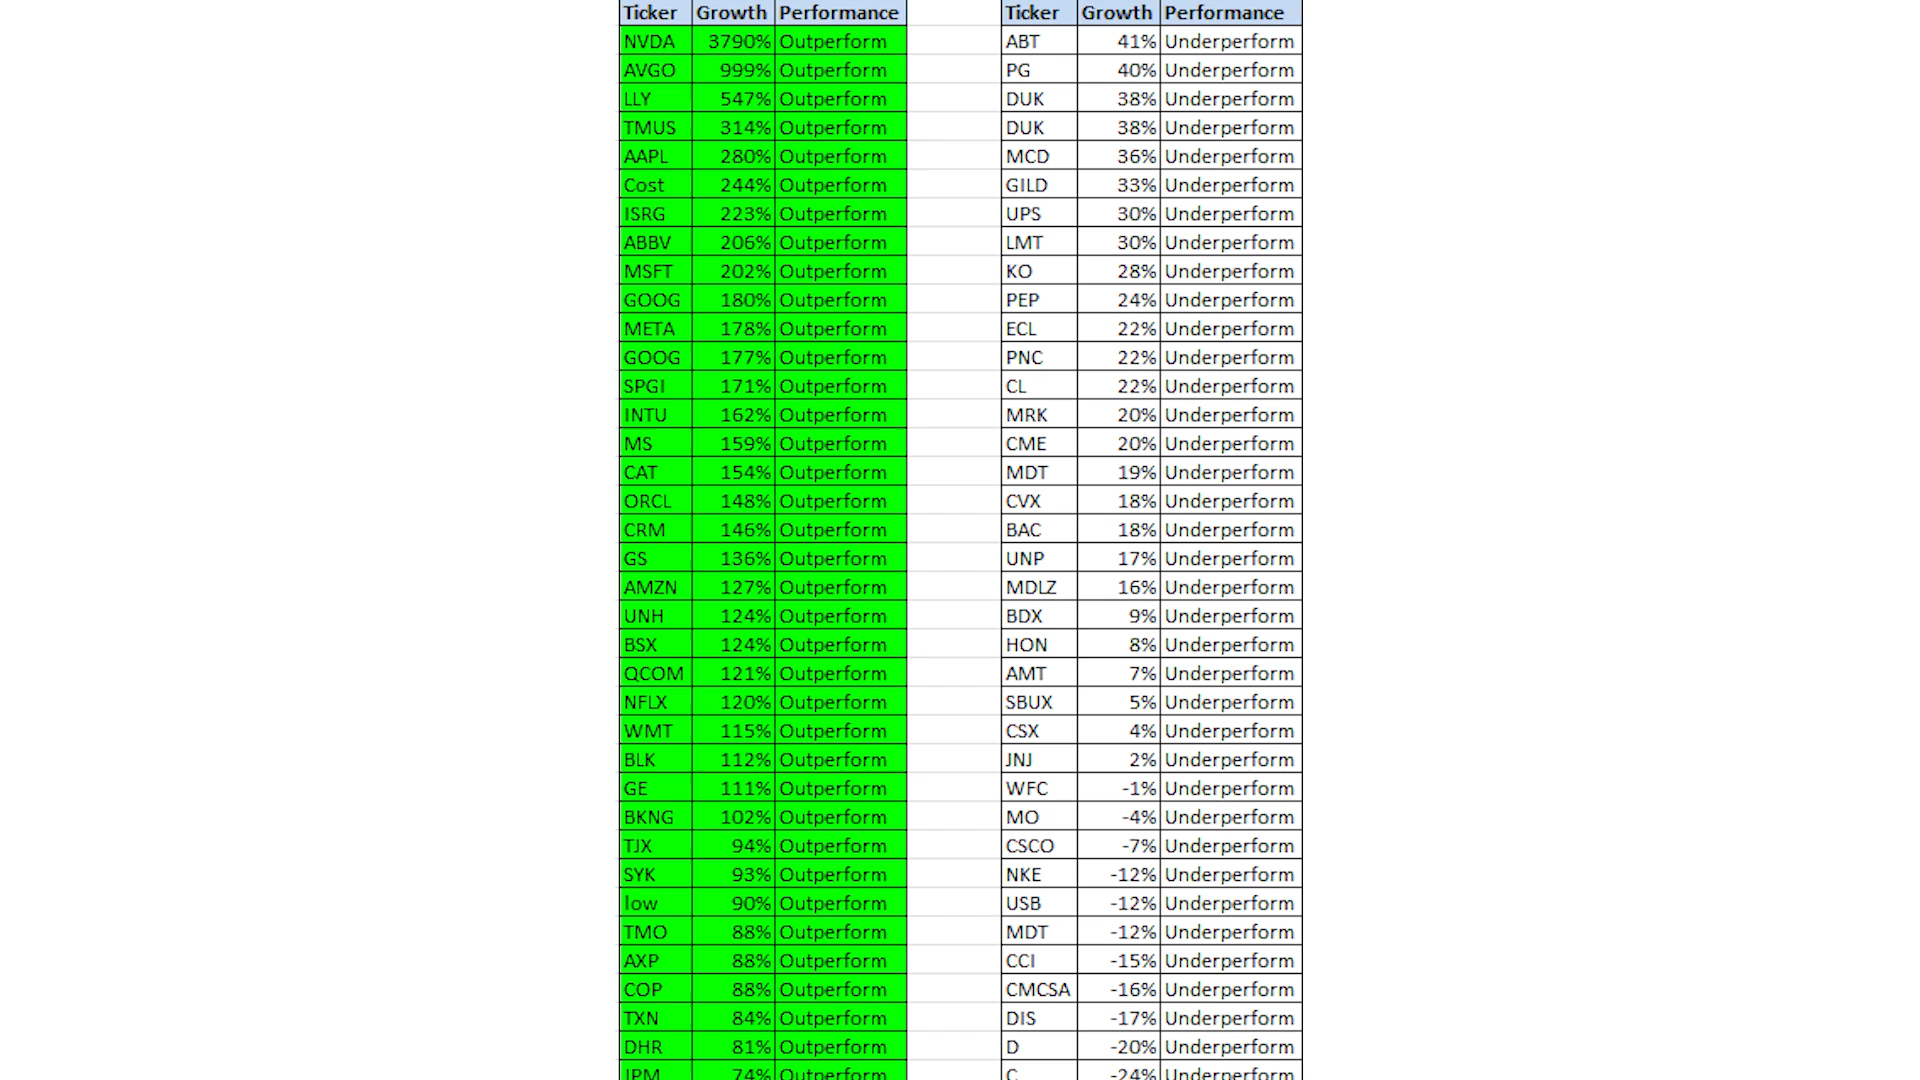 Ticker Growth Performance Ticker Growth Performance
NVDA 3790% Outperform ABT 41% Underperform
AVGO 999% Outperform PG 40% Underperform
LLY 547% Outperform DUK 38% Underperform
TMUS 314% Outperform DUK 38% Underperform
AAPL 280% Outperform MCD 36% Underperform
Cost 244% Outperform GILD 33% Underperform
ISRG 223% Outperform UPS 30% Underperform
ABBV 206% Outperform LMT 30% Underperform
MSFT 202% Outperform KO 28% Underperform
GOOG 180% Outperform PEP 24% Underperform
META 178% Outperform ECL 22% Underperform
GOOG 177% Outperform PNC 22% Underperform
SPGI 171% Outperform CL 22% Underperform
INTU 162% Outperform MRK 20% Underperform
MS 159% Outperform CME 20% Underperform
CAT 154% Outperform MDT 19% Underperform
ORCL 148% Outperform CVX 18% Underperform
CRM 146% Outperform BAC 18% Underperform
GS 136% Outperform UNP 17% Underperform
AMZN 127% Outperform MDLZ 16% Underperform
UNH 124% Outperform BDX 9% Underperform
BSX 124% Outperform HON 8% Underperform
QCOM 121% Outperform AMT 7% Underperform
NFLX 120% Outperform SBUX 5% Underperform
WMT 115% Outperform CSX 4% Underperform
BLK 112% Outperform JNJ 2% Underperform
GE 111% Outperform WFC -1% Underperform
BKNG 102% Outperform MO -4% Underperform
TJX 94% Outperform CSCO -7% Underperform
SYK 93% Outperform NKE -12% Underperform
low 90% Outperform USB -12% Underperform
TMO 88% Outperform MDT -12% Underperform
AXP 88% Outperform CCI -15% Underperform
COP 88% Outperform CMCSA -16% Underperform
TXN 84% Outperform DIS -17% Underperform
DHR 81% Outperform D -20% Underperform
JPM 74% Outperform C -24% Underperform